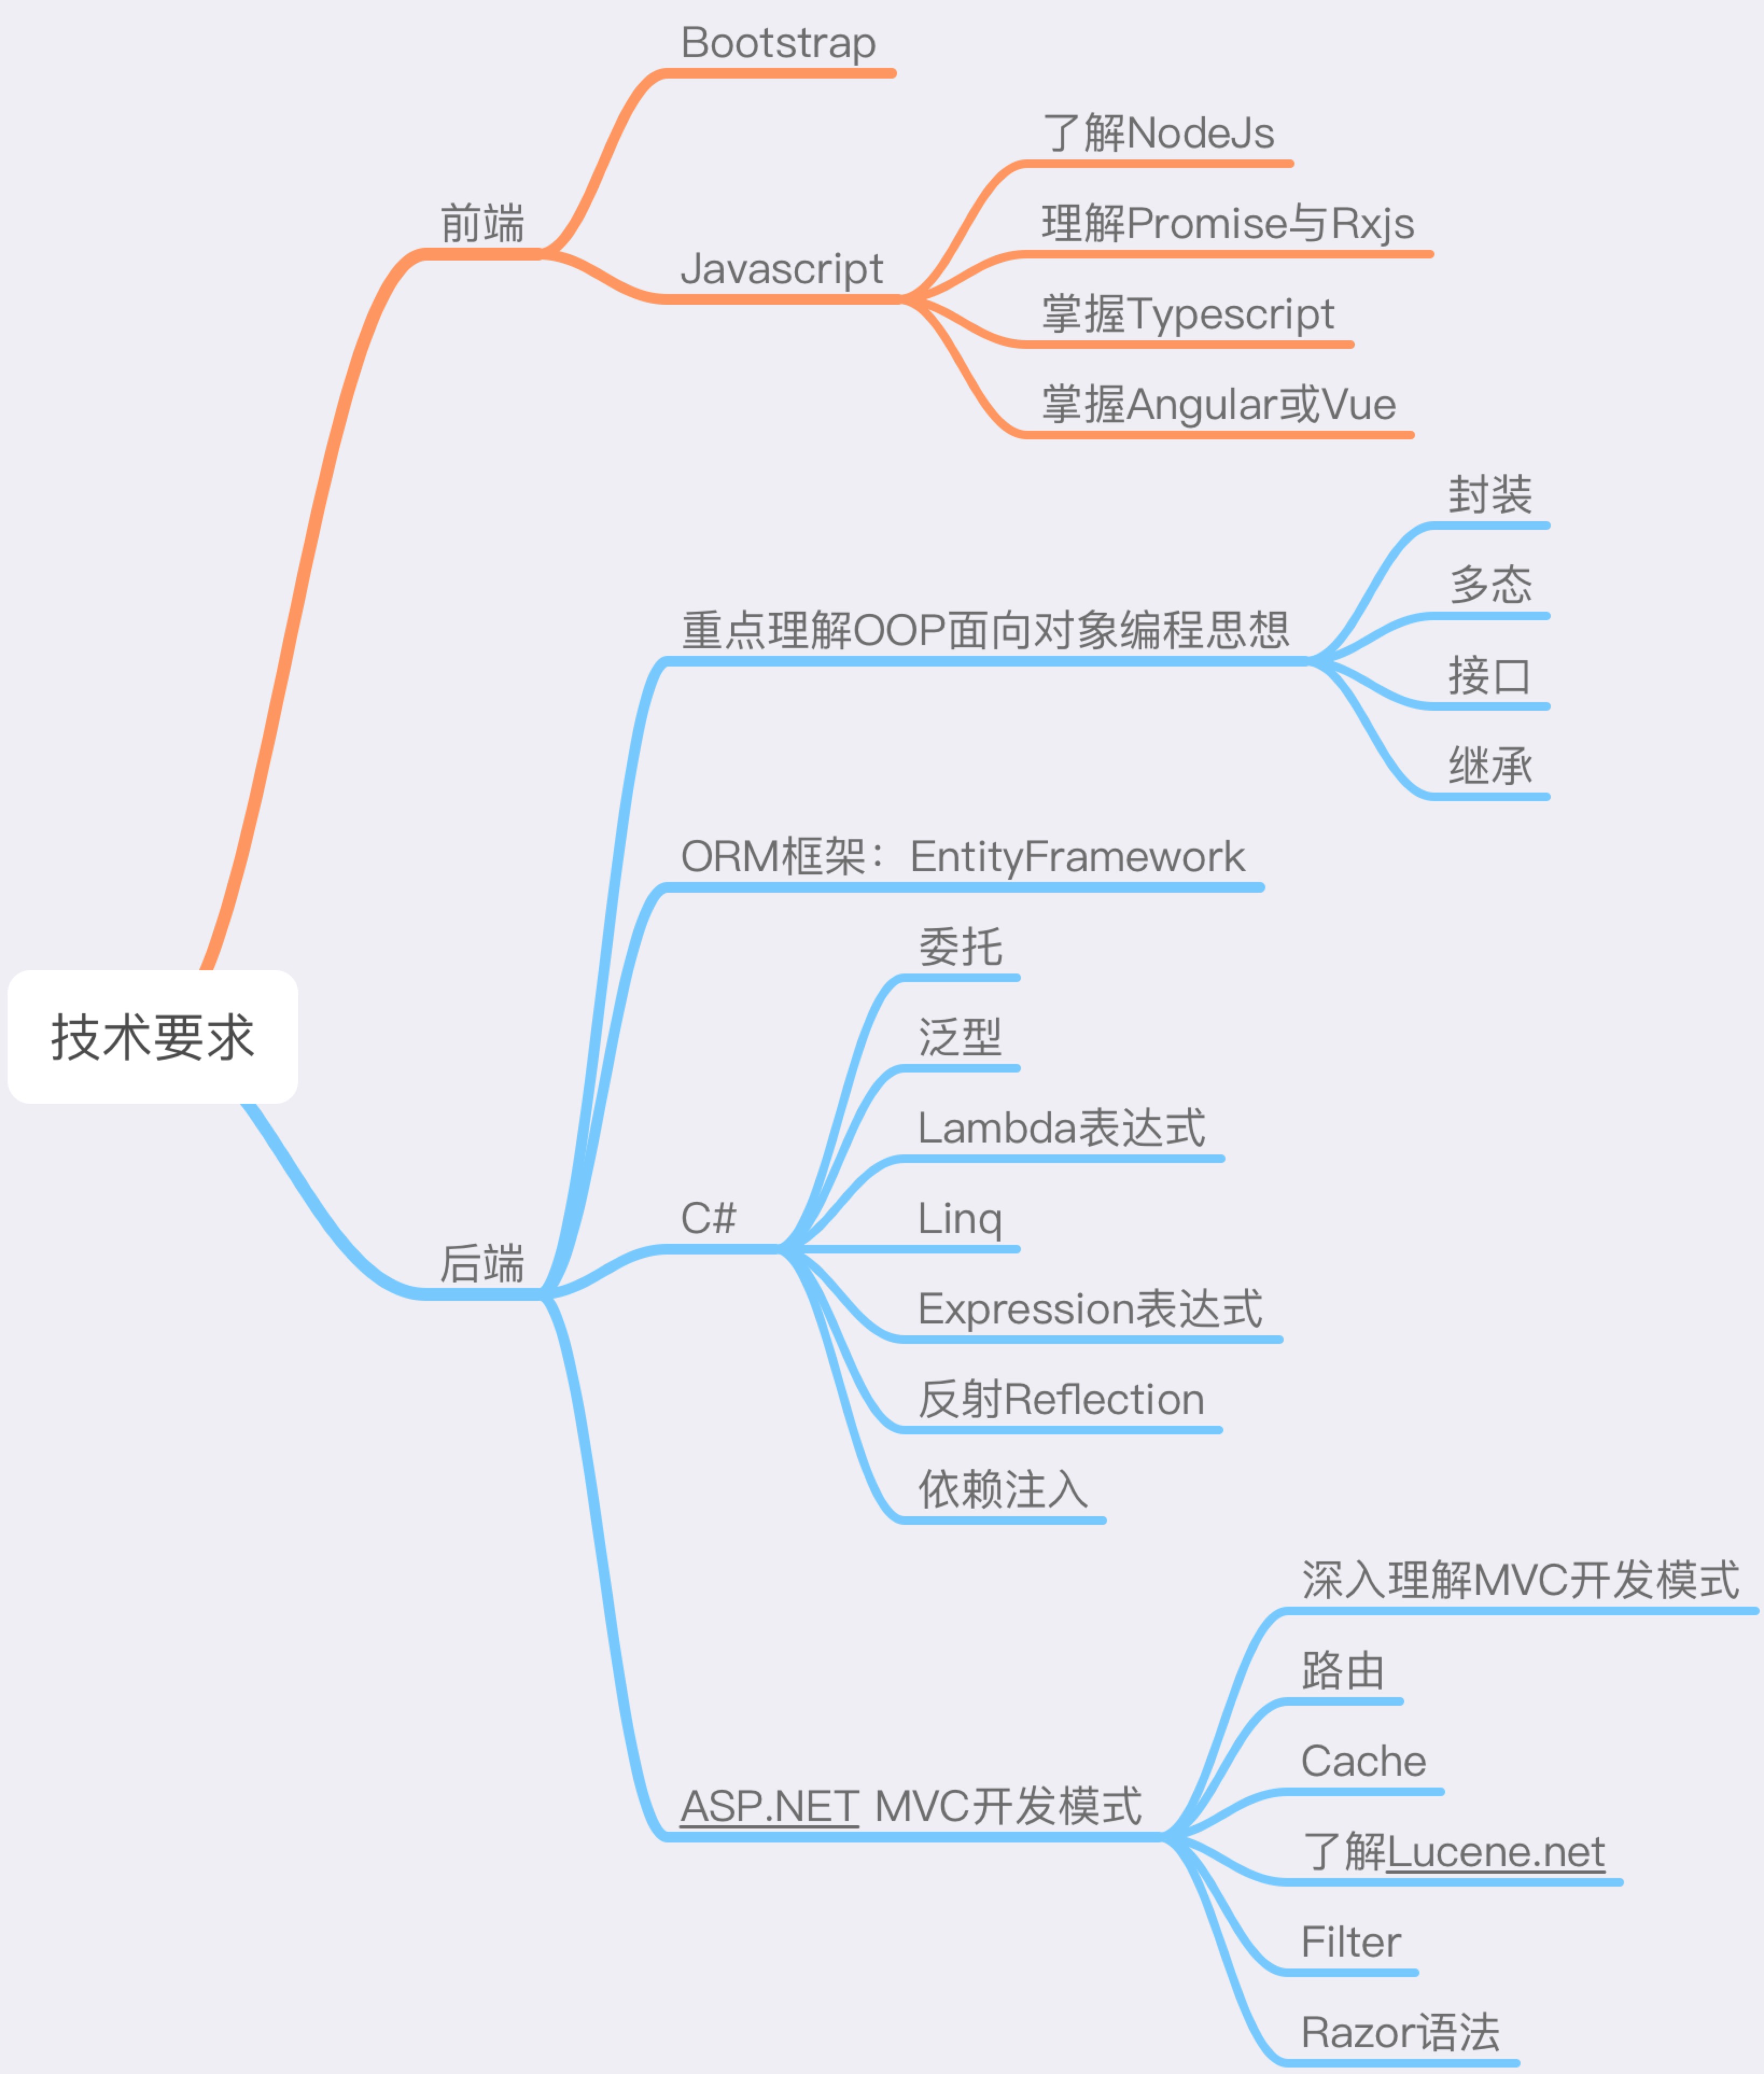 技术要求
前端
Bootstrap
Javascript
了解NodeJs
理解Promise与Rxjs
掌握Typescript
掌握Angular或Vue
后端
重点理解OOP面向对象编程思想
封装
多态
接口
继承
ORM框架：EntityFramework
C#
委托
泛型
Lambda表达式
Linq
Expression表达式
反射Reflection
依赖注入
ASP.NET MVC开发模式
深入理解MVC开发模式
路由
Cache
了解Lucene.net
Filter
Razor语法